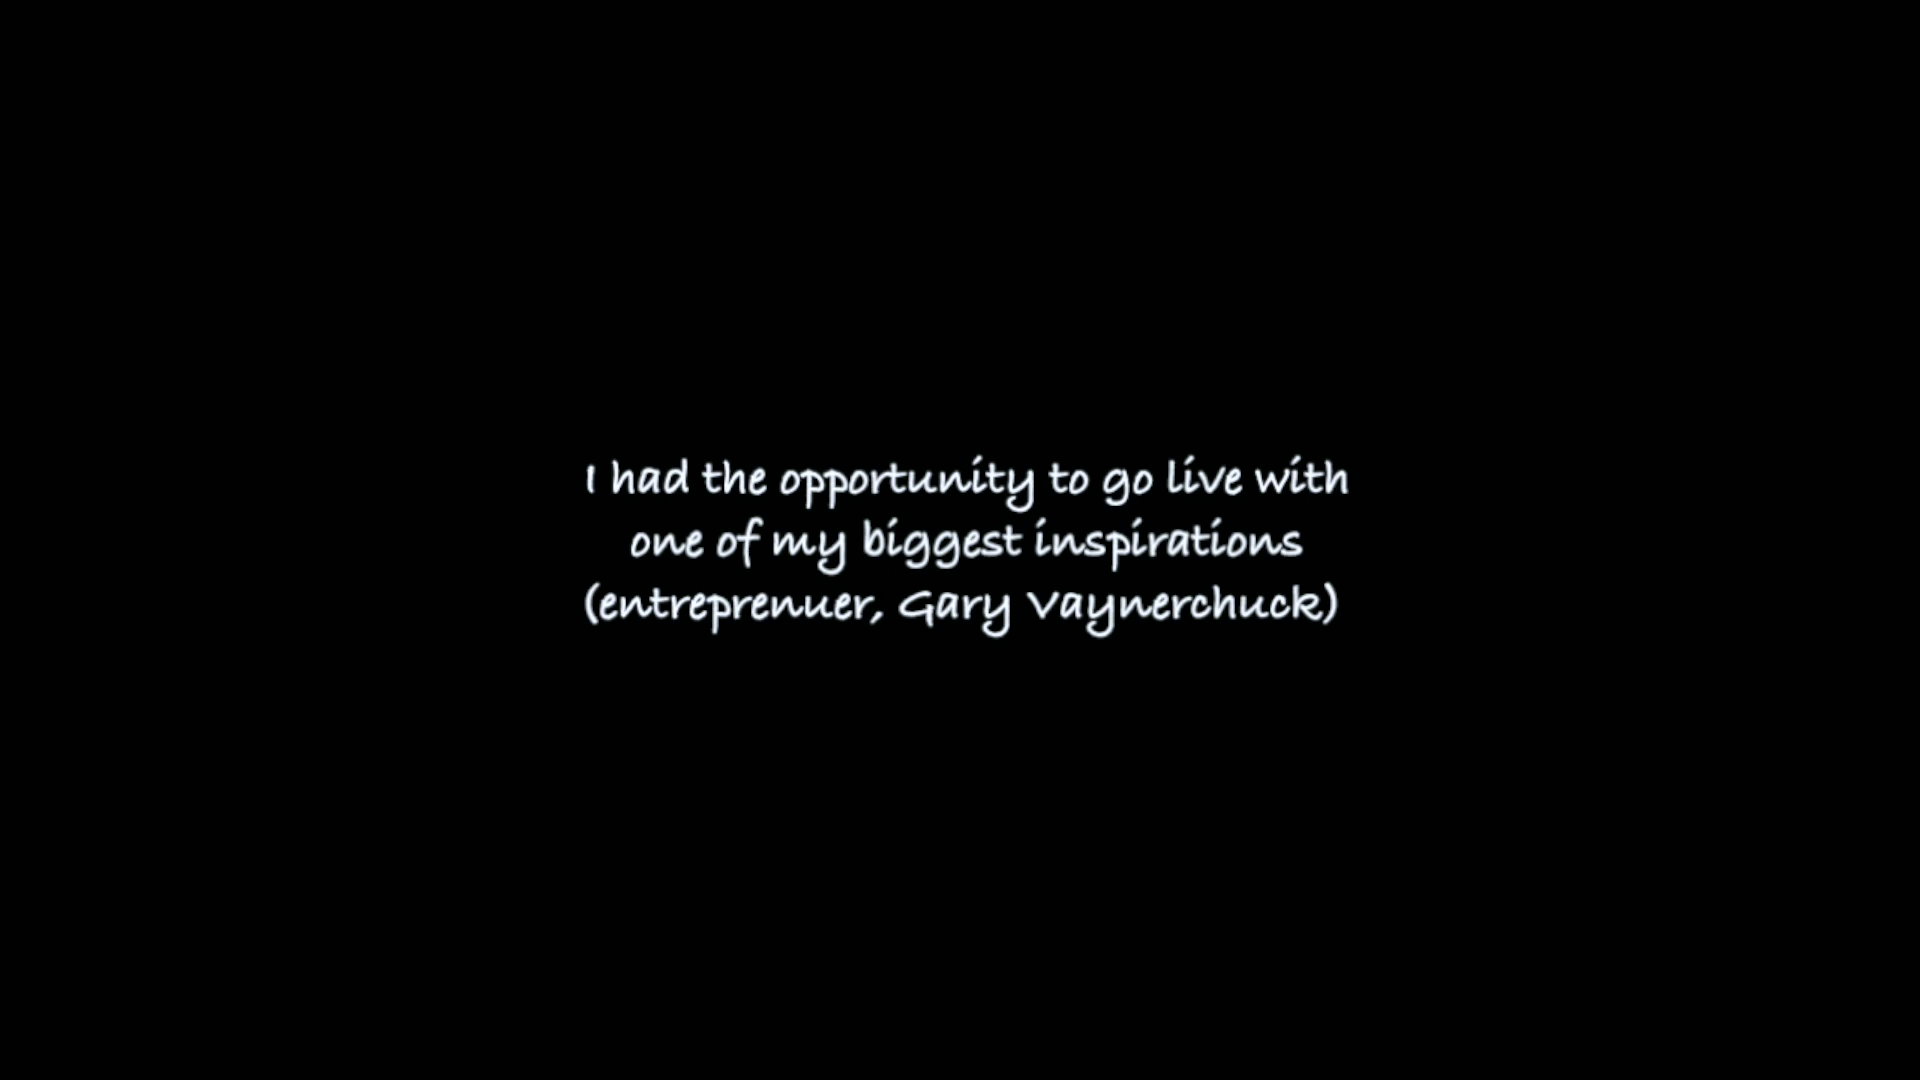 I had the opportunity to go live with
one of my biggest inspirations
(entreprenuer, Gary Vaynerchuck)